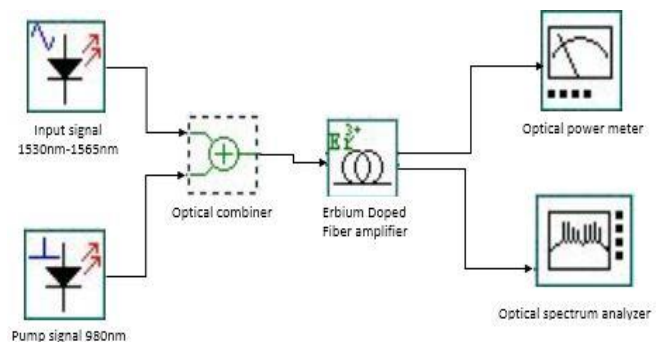 Input signal
1530nm-1565nm
Optical combiner
Erbium Doped
Fiber amplifier
Optical power meter
Optical spectrum analyzer
Pump signal 980nm